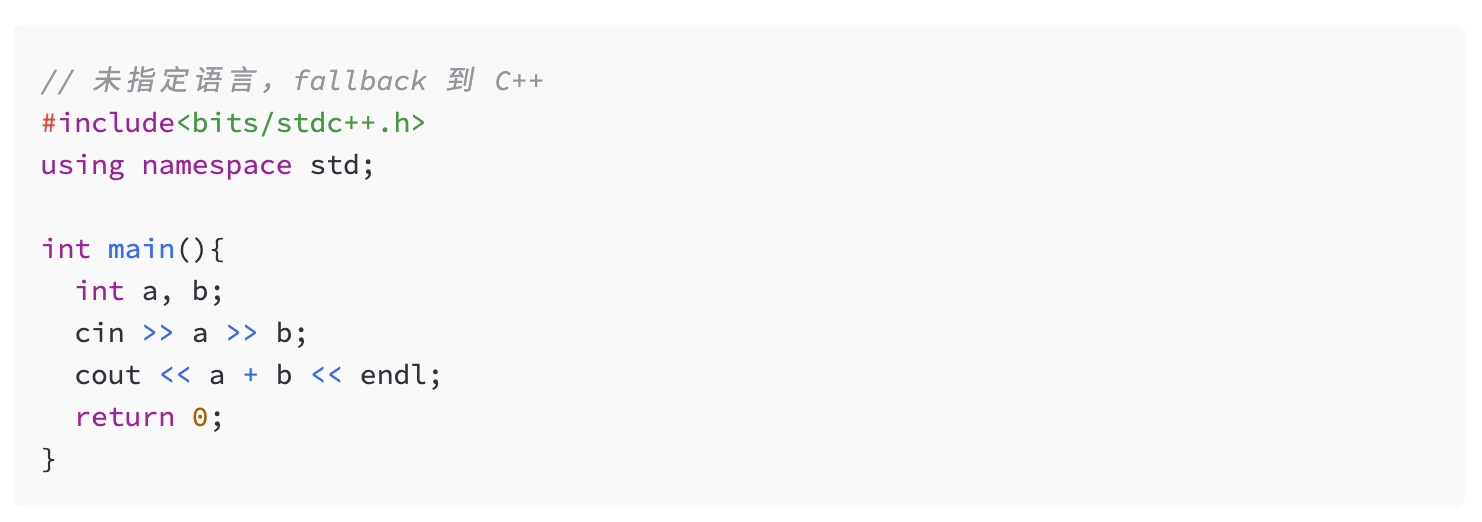 // 未指定语言，fallback 到 C++
#include<bits/stdc++.h>
using namespace std;

int main(){
  int a, b;
  cin >> a >> b;
  cout << a + b << endl;
  return 0;
}